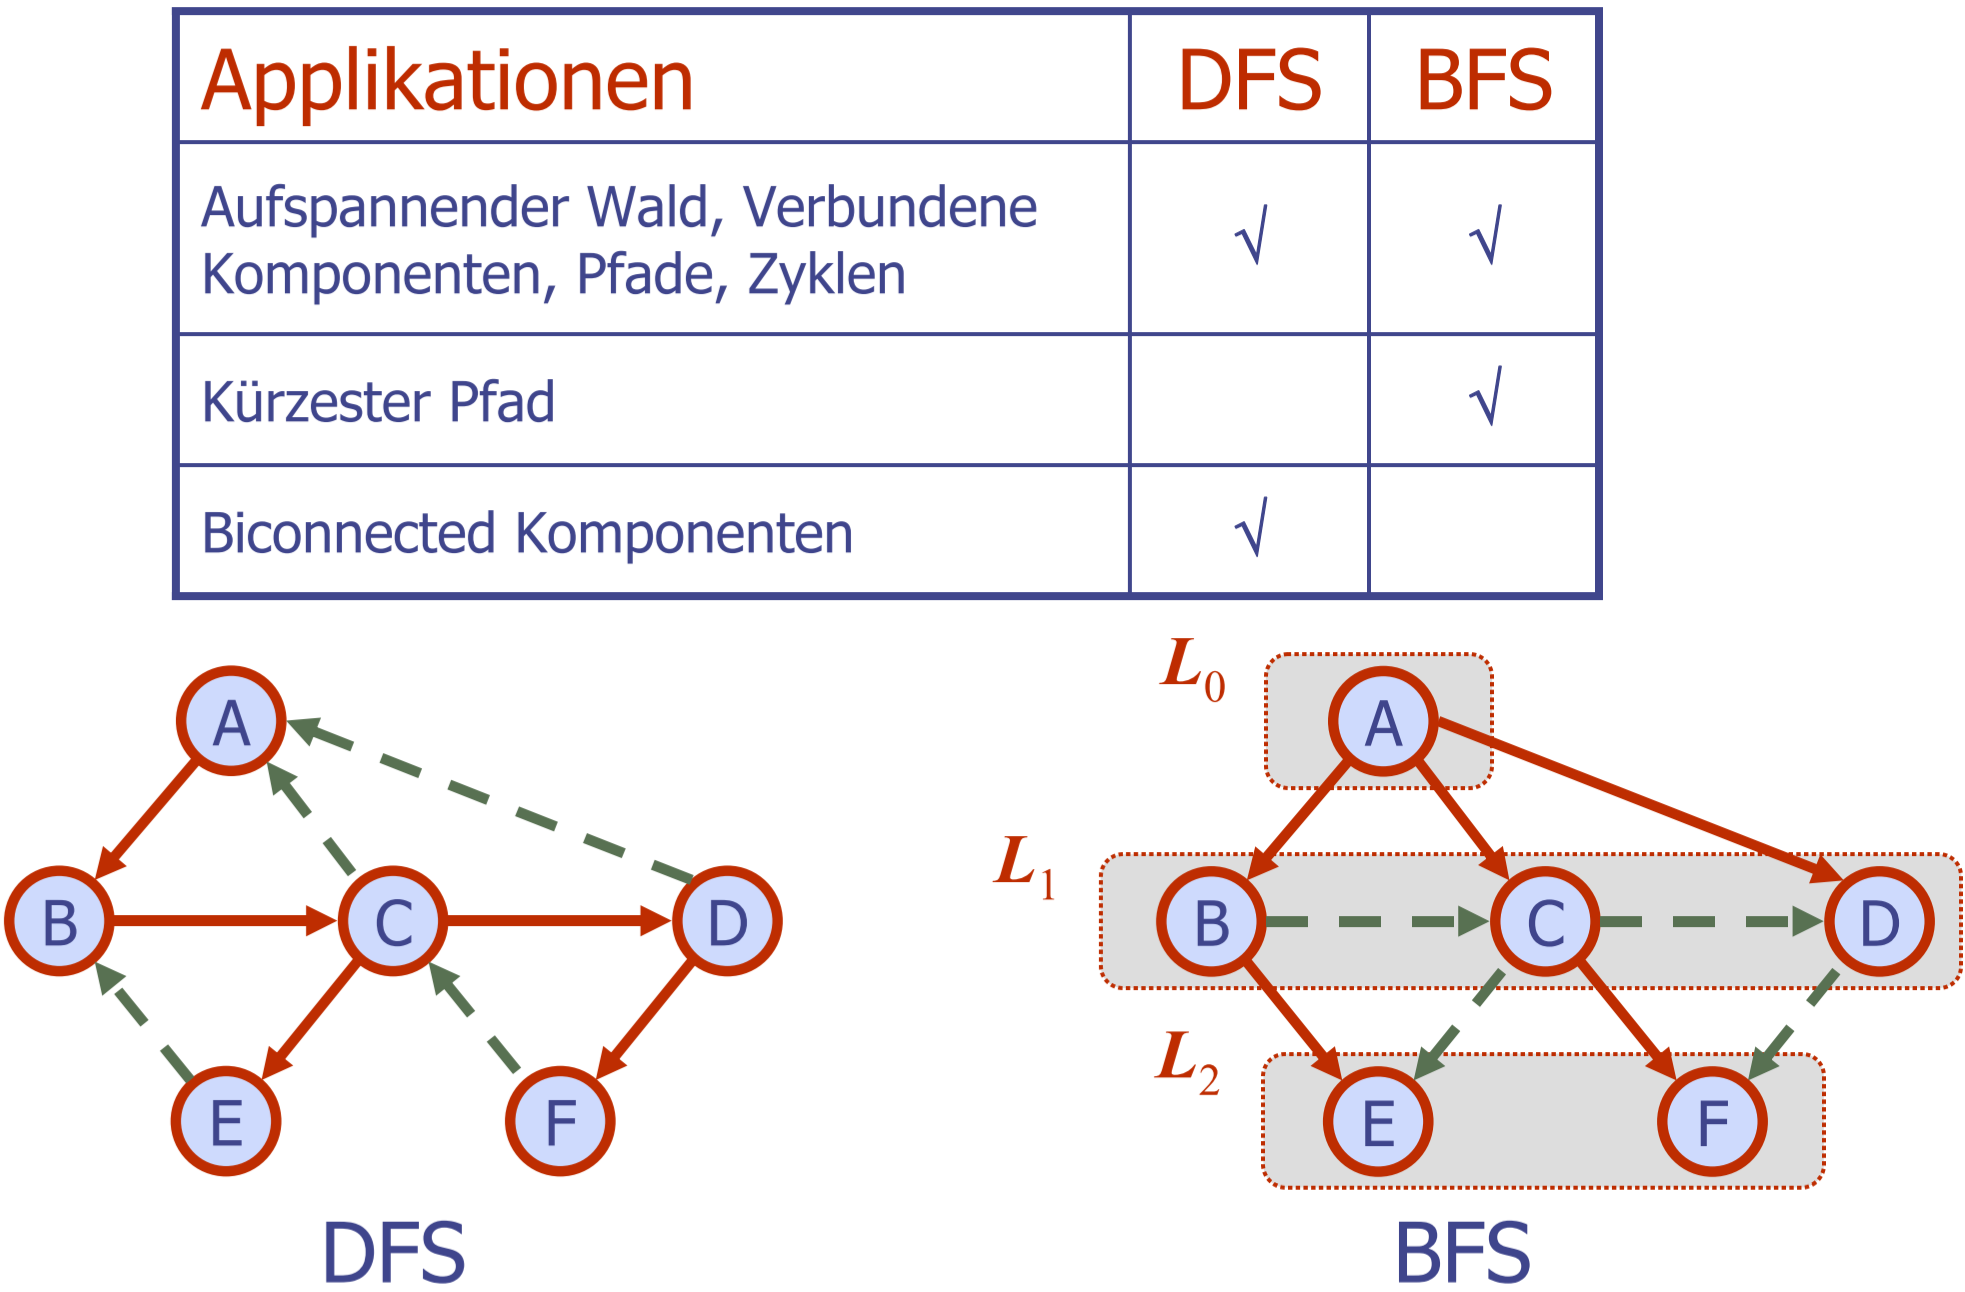 Applikationen DFS BFS
Aufspannender Wald, Verbundene
Komponenten, Pfade, Zyklen √ √
Kürzester Pfad √
Biconnected Komponenten √
L0
A A
L1
B C D B C D
L2
E F E F
DFS BFS